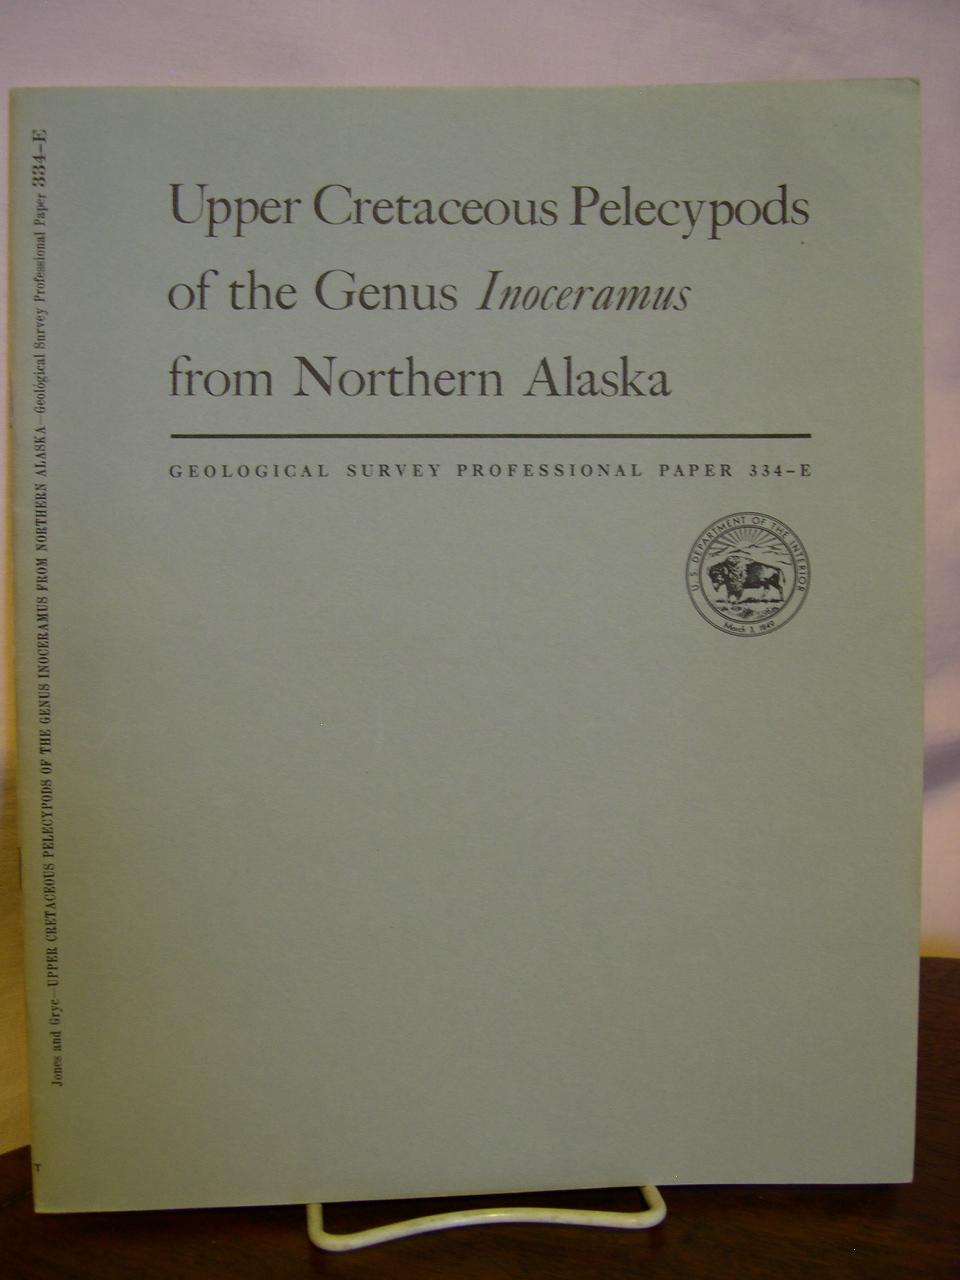 Upper Cretaceous Pelecypods
of the Genus Inoceramus
from Northern Alaska
GEOLOGICAL SURVEY PROFESSIONAL PAPER 334-E
U. S. DEPARTMENT OF THE INTERIOR
March 3, 1849
Jones and Gryc—UPPER CRETACEOUS PELECYPODS OF THE GENUS INOCERAMUS FROM NORTHERN ALASKA—Geological Survey Professional Paper 334-E
T